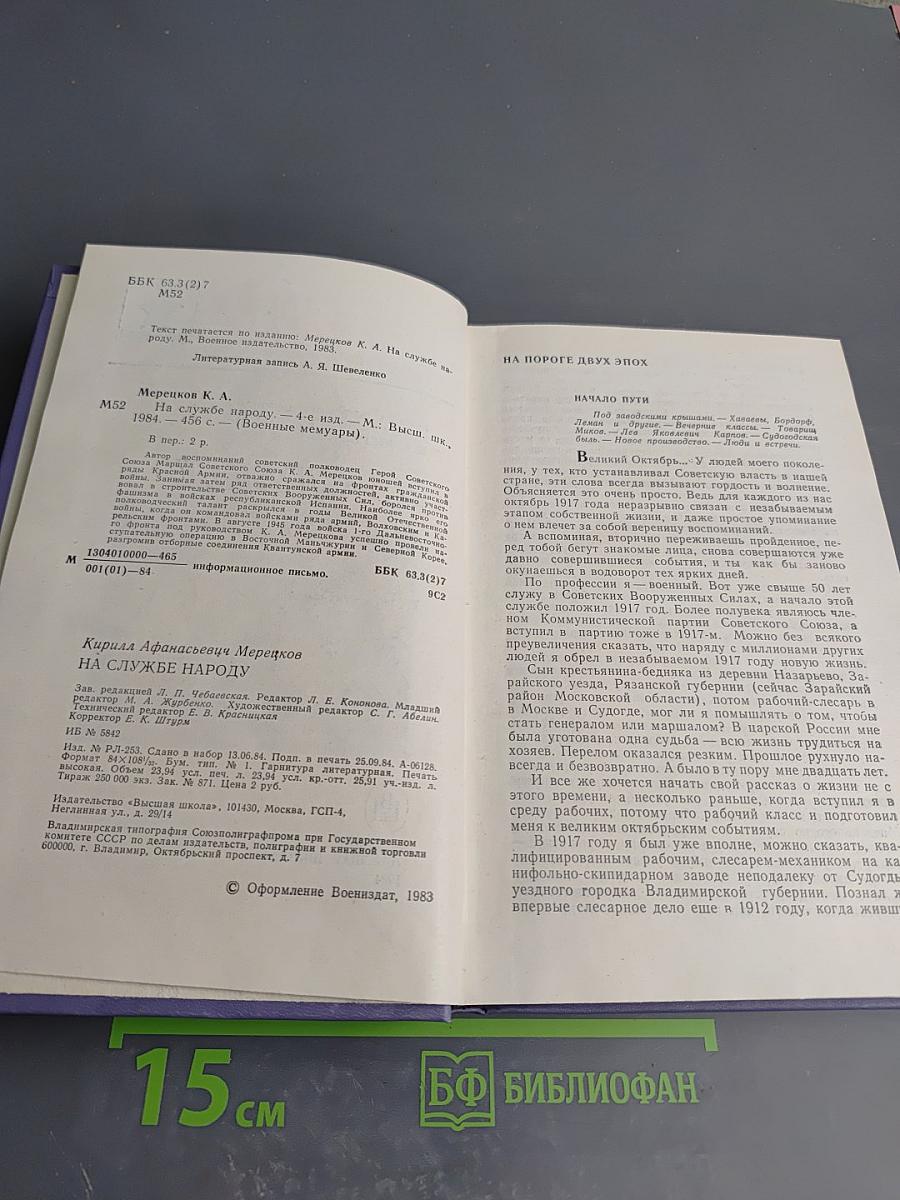 ББК 63.3(2)7
М52
Текст печатается по изданию: Мерецков К. А. На службе на-
роду. М., Военное издательство, 1983.
Литературная запись А. Я. Шевеленко
Мерецков К. А.
М52 На службе народу. — 4-е изд. — М.: Высш. шк.,
1984. — 456 с. — (Военные мемуары).
В пер.: 2 р.
Автор воспоминаний советский полководец Герой Советского
Союза Маршал Советского Союза К. А. Мерецков юношей вступил в
ряды Красной Армии, отважно сражался на фронтах гражданской
войны. Занимая затем ряд ответственных должностей, активно участ-
вовал в строительстве Советских Вооруженных Сил, боролся против
фашизма в войсках республиканской Испании. Наиболее ярко его
полководческий талант раскрылся в годы Великой Отечественной
войны, когда он командовал войсками ряда армий, Волховским и Ка-
рельским фронтами. В августе 1945 года войска 1-го Дальневосточно-
го фронта под руководством К. А. Мерецкова успешно провели на-
ступательную операцию в Восточной Маньчжурии и Северной Корее,
разгромив отборные соединения Квантунской армии.
М 1304010000—465
001(01)—84 информационное письмо.
ББК 63.3(2)7
9С2
Кирилл Афанасьевич Мерецков
НА СЛУЖБЕ НАРОДУ
Зав. редакцией Л. П. Чебаевская. Редактор Л. Е. Кононова. Младший
редактор М. А. Журбенко. Художественный редактор С. Г. Абелин.
Технический редактор Е. В. Красницкая
Корректор Е. К. Штурм
ИБ № 5842
Изд. № РЛ-253. Сдано в набор 13.06.84. Подп. в печать 25.09.84. А-06128.
Формат 84×108 1/32. Бум. тип. № 1. Гарнитура литературная. Печать
высокая. Объем 23,94 усл. печ. л. 23,94 усл. кр.-отт. 25,91 уч.-изд. л.
Тираж 250 000 экз. Зак. № 871. Цена 2 руб.
Издательство «Высшая школа», 101430, Москва, ГСП-4,
Неглинная ул., д. 29/14
Владимирская типография Союзполиграфпрома при Государственном
комитете СССР по делам издательств, полиграфии и книжной торговли
600000, г. Владимир, Октябрьский проспект, д. 7
© Оформление Воениздат, 1983
НА ПОРОГЕ ДВУХ ЭПОХ
НАЧАЛО ПУТИ
Под заводскими крышами. — Хаваевы, Бордорф,
Леман и другие. — Вечерние классы. — Товарищ
Миков. — Лев Яковлевич Карпов. — Судогодская
быль. — Новое производство. — Люди и встречи.
Великий Октябрь... У людей моего поколе-
ния, у тех, кто устанавливал Советскую власть в нашей
стране, эти слова всегда вызывают гордость и волнение.
Объясняется это очень просто. Ведь для каждого из нас
октябрь 1917 года неразрывно связан с незабываемым
этапом собственной жизни, и даже простое упоминание
о нем влечет за собой вереницу воспоминаний.
А вспоминая, вторично переживаешь пройденное, пе-
ред тобой бегут знакомые лица, снова совершаются уже
давно совершившиеся события, и ты как бы заново
окунаешься в водоворот тех ярких дней.
По профессии я — военный. Вот уже свыше 50 лет
служу в Советских Вооруженных Силах, а начало этой
службе положил 1917 год. Более полувека являюсь чле-
ном Коммунистической партии Советского Союза, а
вступил в партию тоже в 1917-м. Можно без всякого
преувеличения сказать, что наряду с миллионами других
людей я обрел в незабываемом 1917 году новую жизнь.
Сын крестьянина-бедняка из деревни Назарьево, За-
райского уезда, Рязанской губернии (сейчас Зарайский
район Московской области), потом рабочий-слесарь в
в Москве и Судогде, мог ли я помышлять о том, чтобы
стать генералом или маршалом? В царской России мне
была уготована одна судьба — всю жизнь трудиться на
хозяев. Перелом оказался резким. Прошлое рухнуло на-
всегда и безвозвратно. А было в ту пору мне двадцать лет.
И все же хочется начать свой рассказ о жизни не с
этого времени, а несколько раньше, когда вступил я в
среду рабочих, потому что рабочий класс и подготовил
меня к великим октябрьским событиям.
В 1917 году я был уже вполне, можно сказать, ква-
лифицированным рабочим, слесарем-механиком на ка
нифольно-скипидарном заводе неподалеку от Судогды
уездного городка Владимирской губернии. Познал ж
впервые слесарное дело еще в 1912 году, когда живш
15 см
БФ БИБЛИОФАН